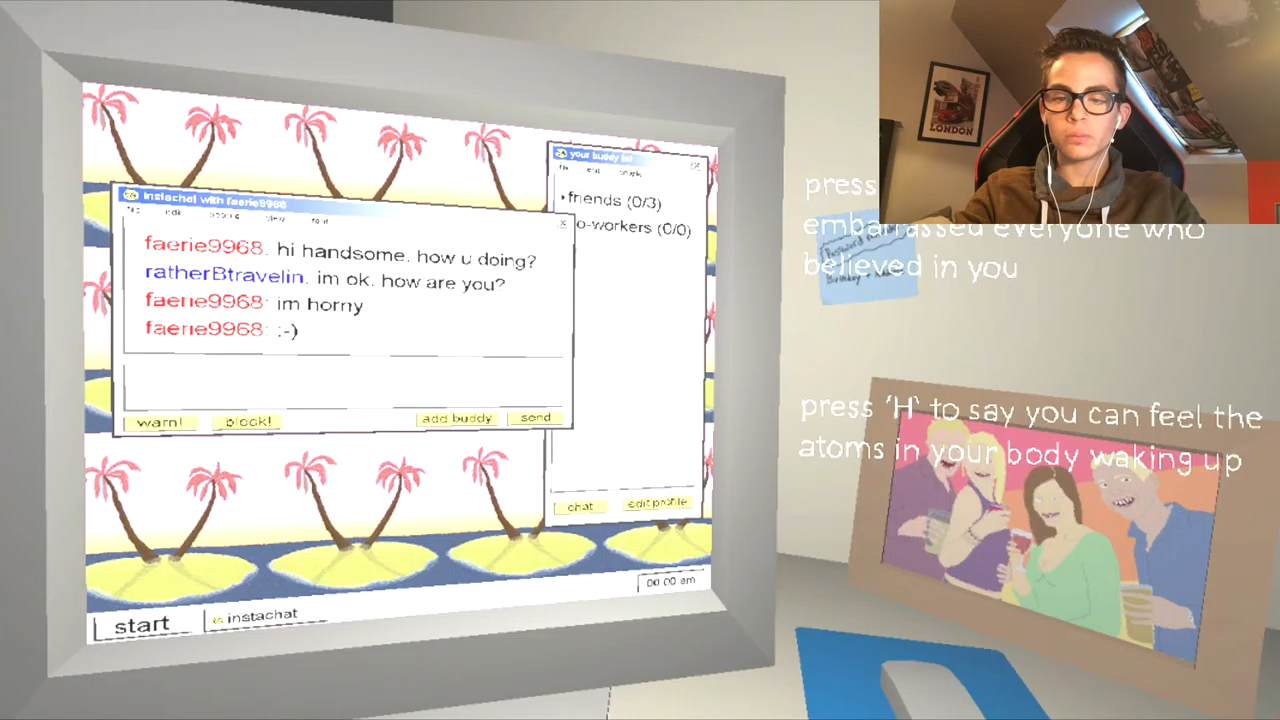 LONDON
your buddy list
friends (0/3)
o-workers (0/0)
instachat with faerie9968
faerie9968: hi handsome. how u doing?
ratherBtravelin: im ok. how are you?
faerie9968: im horny
faerie9968: ;-)
warn!
block!
add buddy
send
chat
edit profile
00:00 am
start
instachat
press
embarrassed everyone who
believed in you
press 'H' to say you can feel the
atoms in your body waking up